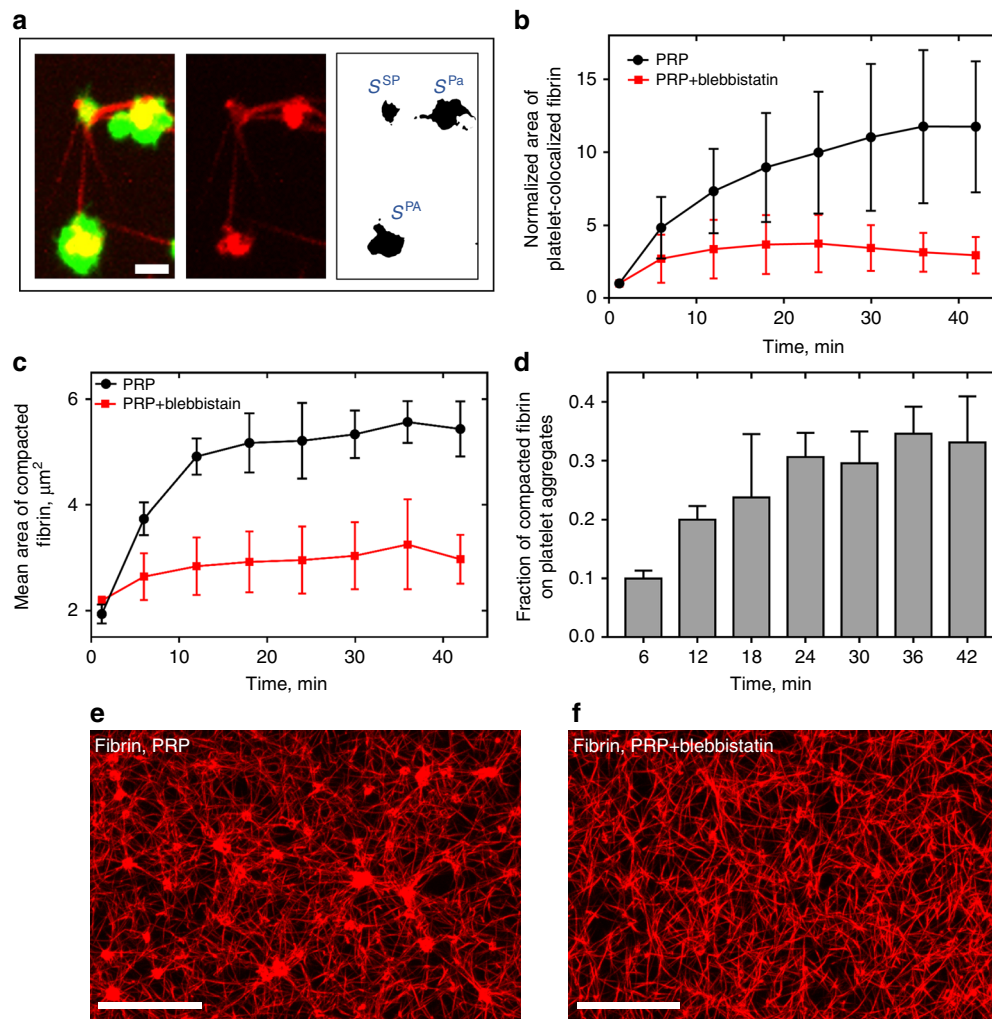 a
S^SP
S^Pa
S^PA
b
PRP
PRP+blebbistatin
Normalized area of
platelet-colocalized fibrin
15
10
5
0
0 10 20 30 40
Time, min
c
PRP
PRP+blebbistain
Mean area of compacted
fibrin, μm²
6
4
2
0 10 20 30 40
Time, min
d
Fraction of compacted fibrin
on platelet aggregates
0.4
0.3
0.2
0.1
0.0
6 12 18 24 30 36 42
Time, min
e
Fibrin, PRP
f
Fibrin, PRP+blebbistatin